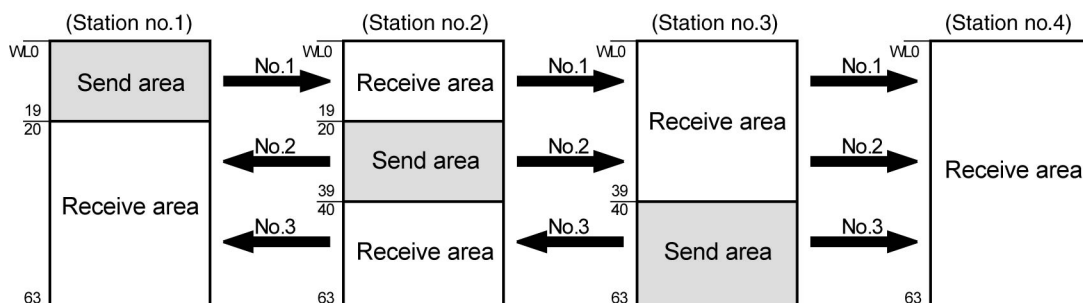 (Station no.1) (Station no.2) (Station no.3) (Station no.4)
WL0 WL0 WL0 WL0
Send area No.1 Receive area No.1 No.1
19 19
20 20
Receive area
No.2 Send area No.2 No.2 Receive area
Receive area
39 39
40 40
No.3 Receive area No.3 Send area No.3
63 63 63 63